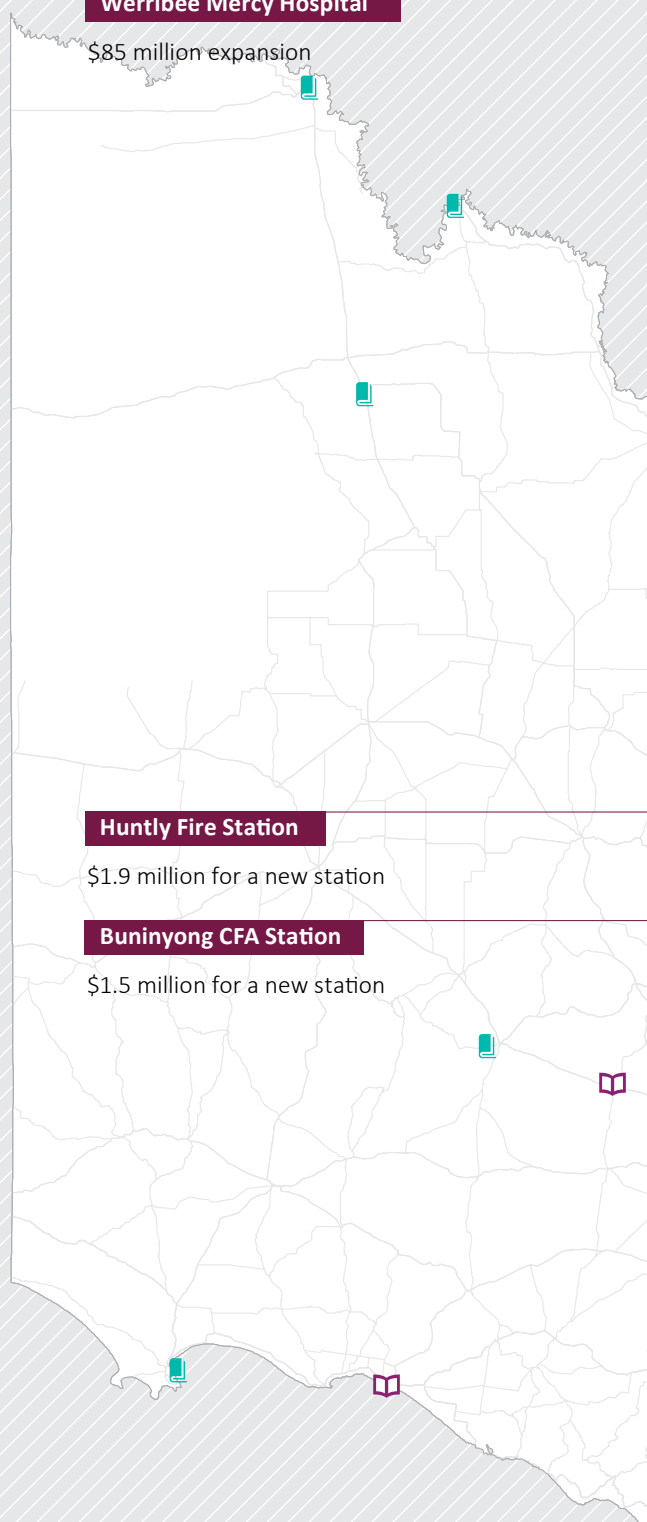 Werribee Mercy Hospital
$85 million expansion
Huntly Fire Station
$1.9 million for a new station
Buninyong CFA Station
$1.5 million for a new station